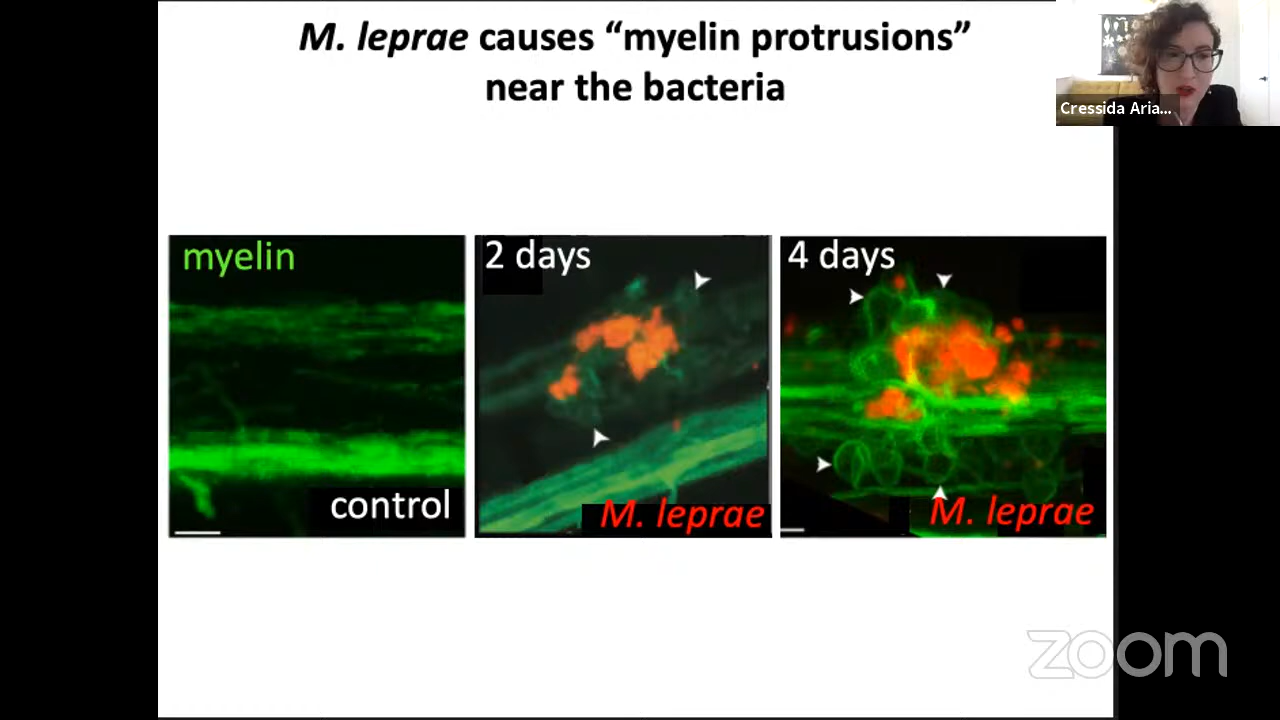 M. leprae causes “myelin protrusions”
near the bacteria
Cressida Aria...
myelin
control
2 days
M. leprae
4 days
M. leprae
zoom